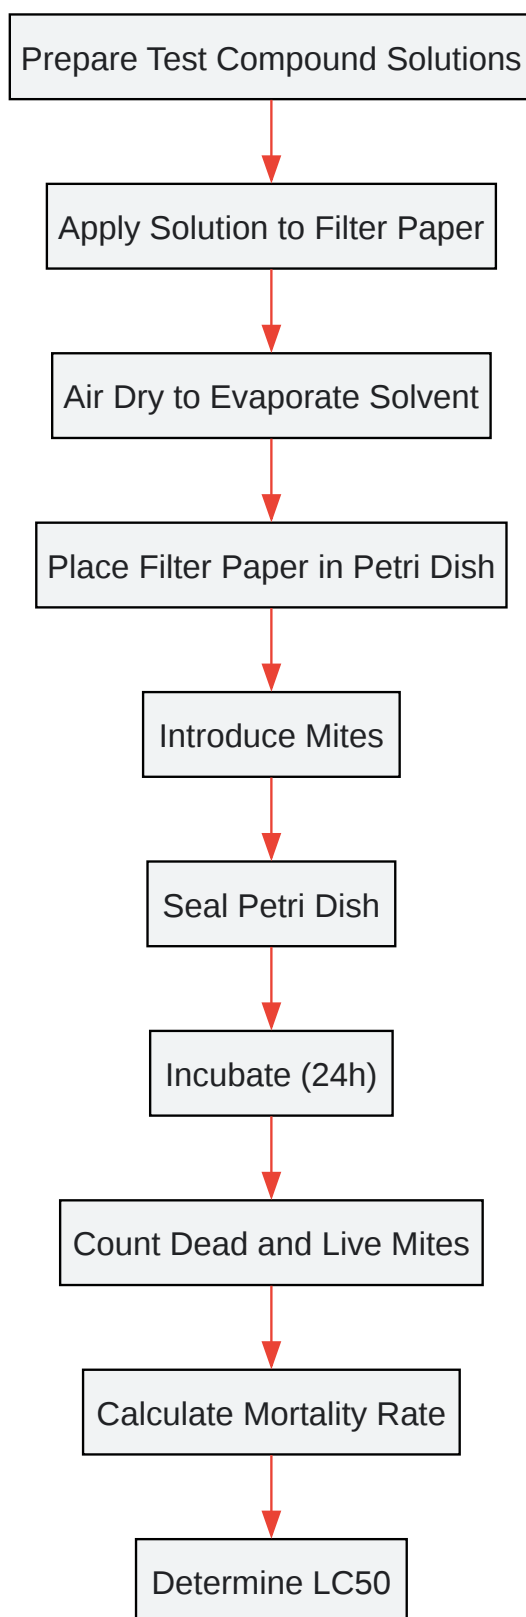 Prepare Test Compound Solutions
Apply Solution to Filter Paper
Air Dry to Evaporate Solvent
Place Filter Paper in Petri Dish
Introduce Mites
Seal Petri Dish
Incubate (24h)
Count Dead and Live Mites
Calculate Mortality Rate
Determine LC50